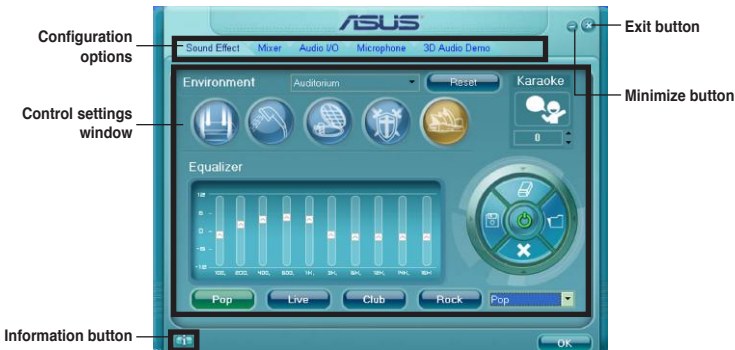 ASUS
Configuration options
Exit button
Sound Effect Mixer Audio I/O Microphone 3D Audio Demo
Minimize button
Control settings window
Environment Auditorium Reset Karaoke
0
Equalizer
12
8
0
-12
100, 200, 400, 600, 1K, 3K, 6K, 12K, 14K, 16K
Pop Live Club Rock Pop
Information button
i
OK